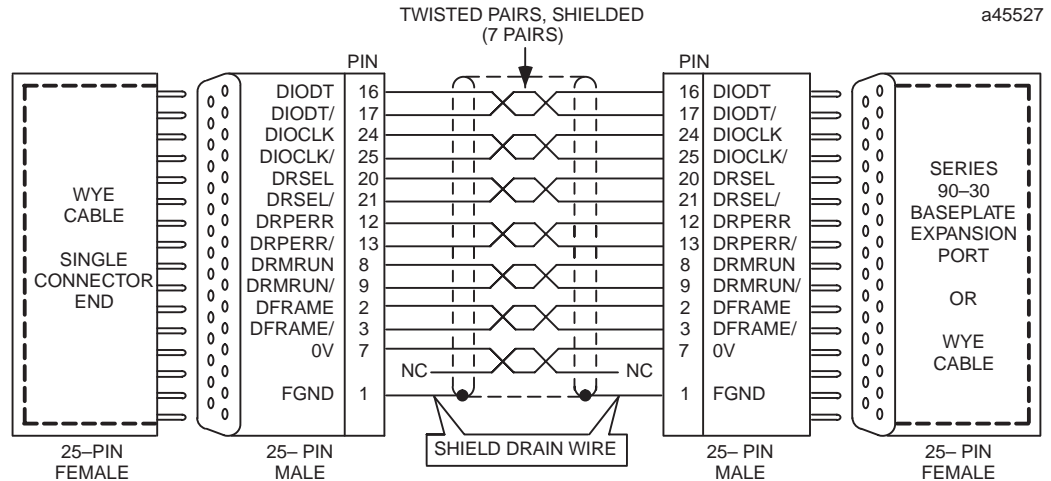 TWISTED PAIRS, SHIELDED
(7 PAIRS)
a45527
PIN
PIN
DIODT 16
DIODT/ 17
DIOCLK 24
DIOCLK/ 25
DRSEL 20
DRSEL/ 21
DRPERR 12
DRPERR/ 13
DRMRUN 8
DRMRUN/ 9
DFRAME 2
DFRAME/ 3
0V 7
FGND 1
16 DIODT
17 DIODT/
24 DIOCLK
25 DIOCLK/
20 DRSEL
21 DRSEL/
12 DRPERR
13 DRPERR/
8 DRMRUN
9 DRMRUN/
2 DFRAME
3 DFRAME/
7 0V
1 FGND
WYE
CABLE
SINGLE
CONNECTOR
END
SERIES
90–30
BASEPLATE
EXPANSION
PORT
OR
WYE
CABLE
NC
NC
SHIELD DRAIN WIRE
25–PIN
FEMALE
25– PIN
MALE
25– PIN
MALE
25– PIN
FEMALE